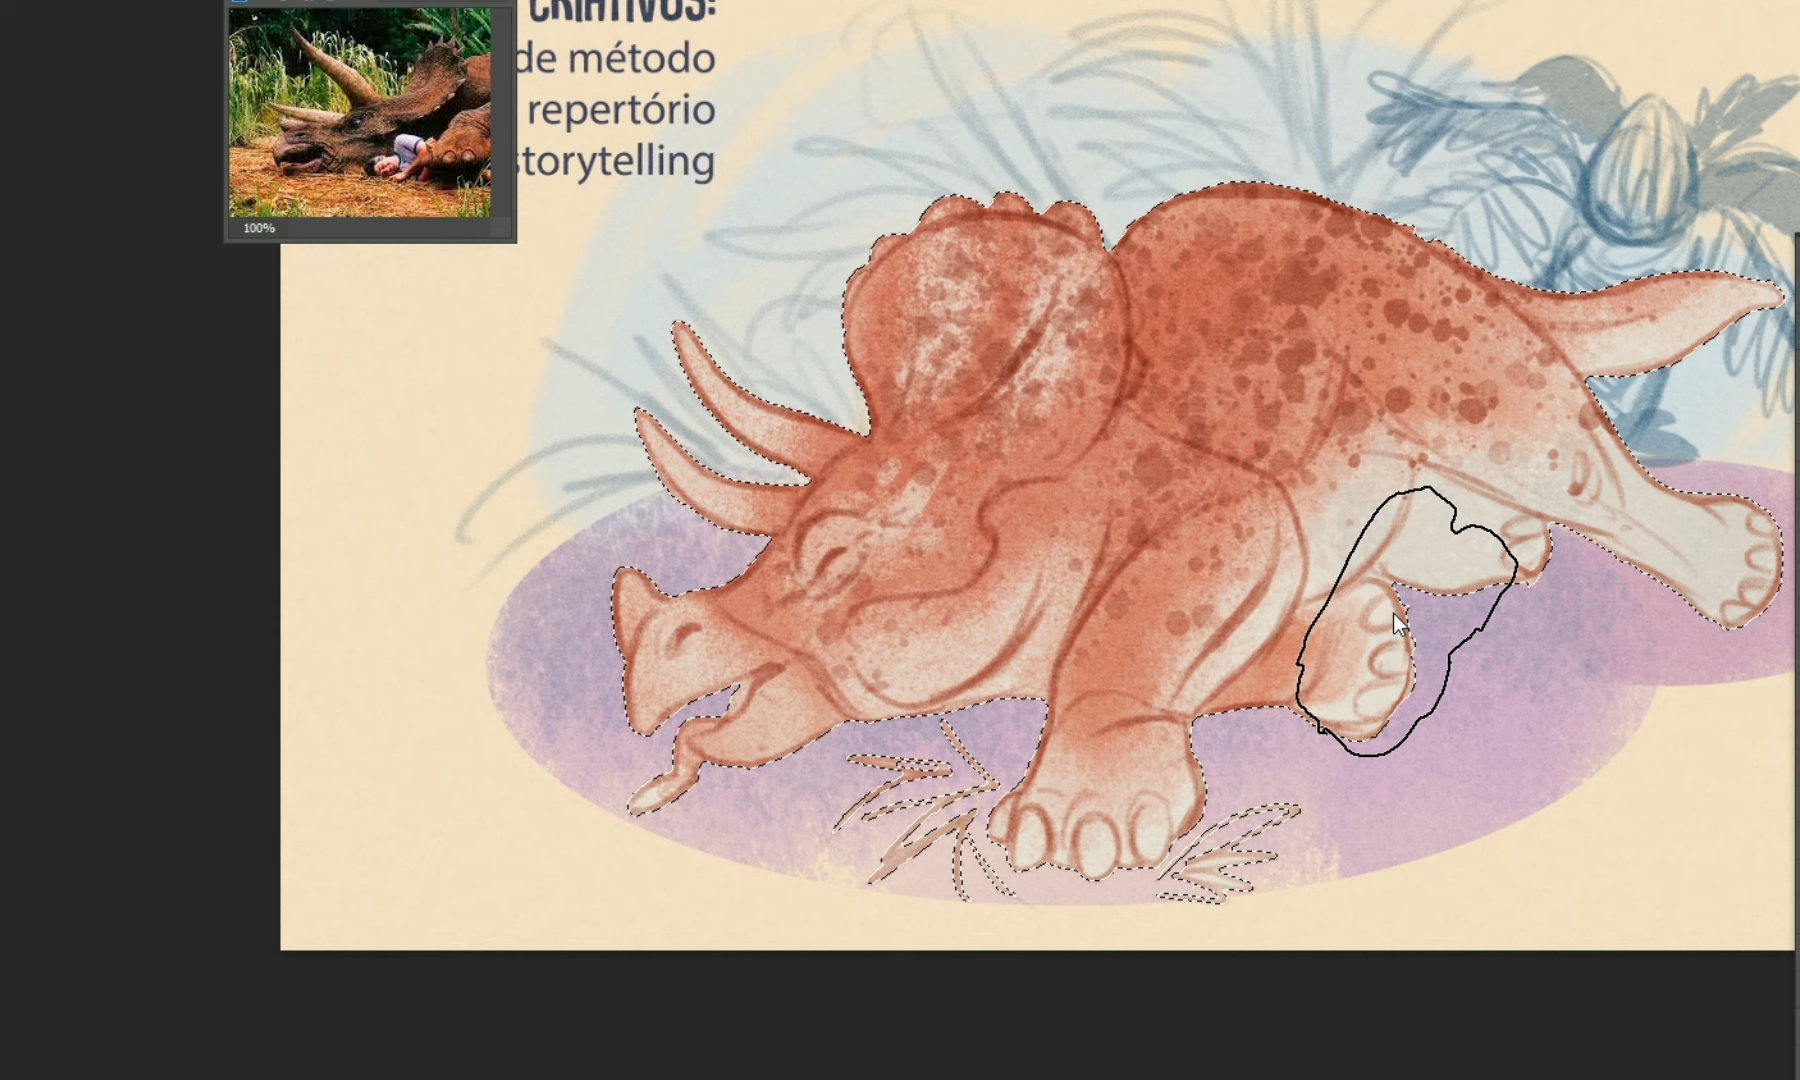 CRIATIVOS:
de método
repertório
storytelling
100%